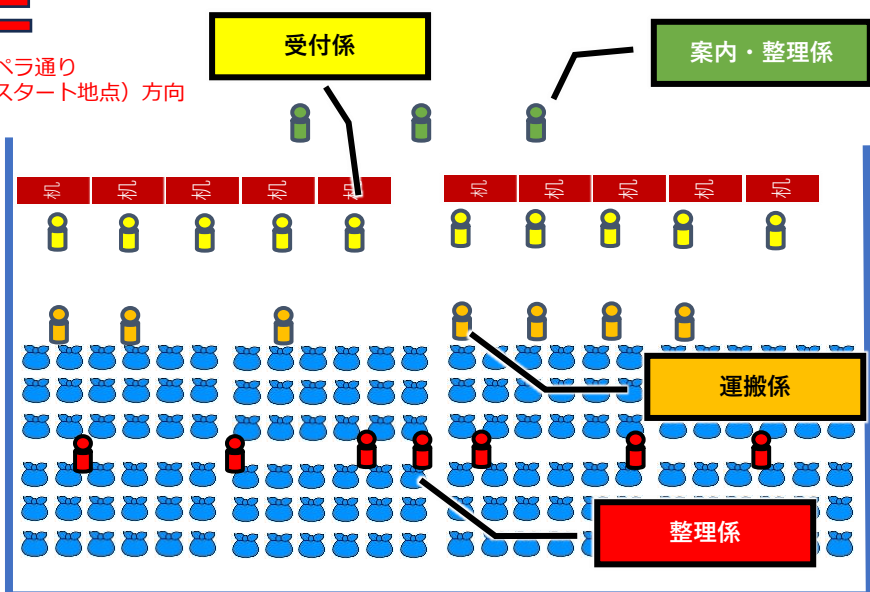 受付係
案内・整理係
ペラ通り
スタート地点）方向
机 机 机 机 机 机 机 机 机 机
運搬係
整理係